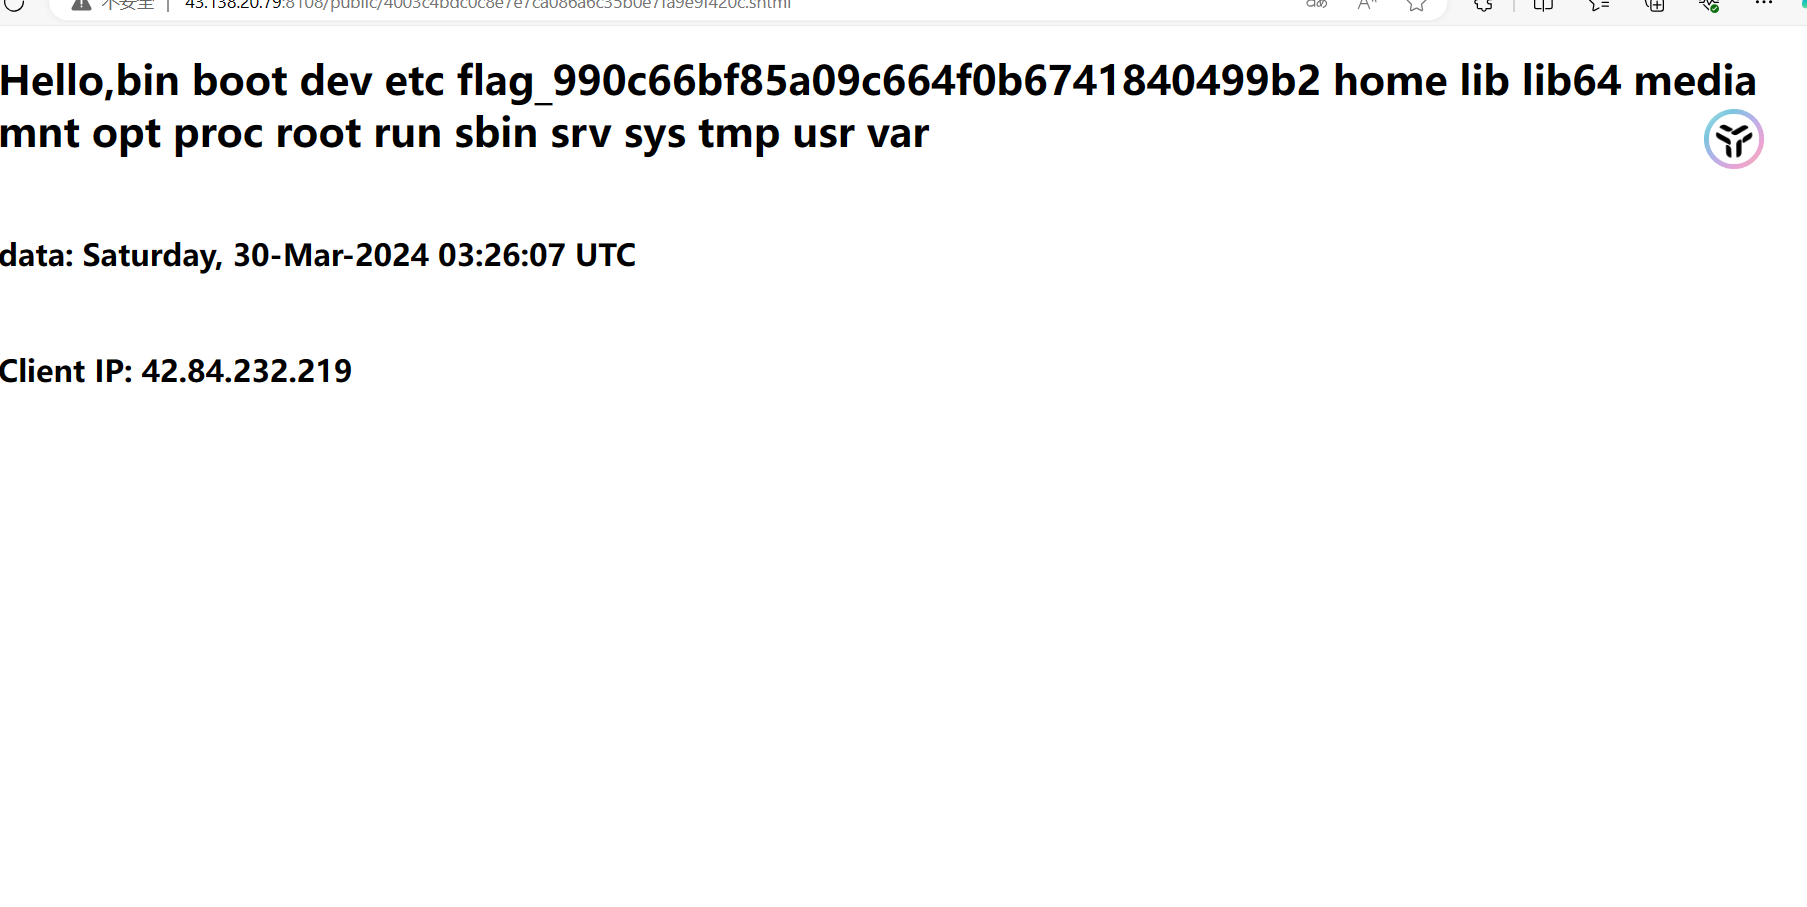 不安全 | 43.138.20.79:8108/public/4003c4bdc0c8e7e7ca086a6c35b0e7fa9e9f420c.shtml
Hello,bin boot dev etc flag_990c66bf85a09c664f0b6741840499b2 home lib lib64 media
mnt opt proc root run sbin srv sys tmp usr var
data: Saturday, 30-Mar-2024 03:26:07 UTC
Client IP: 42.84.232.219